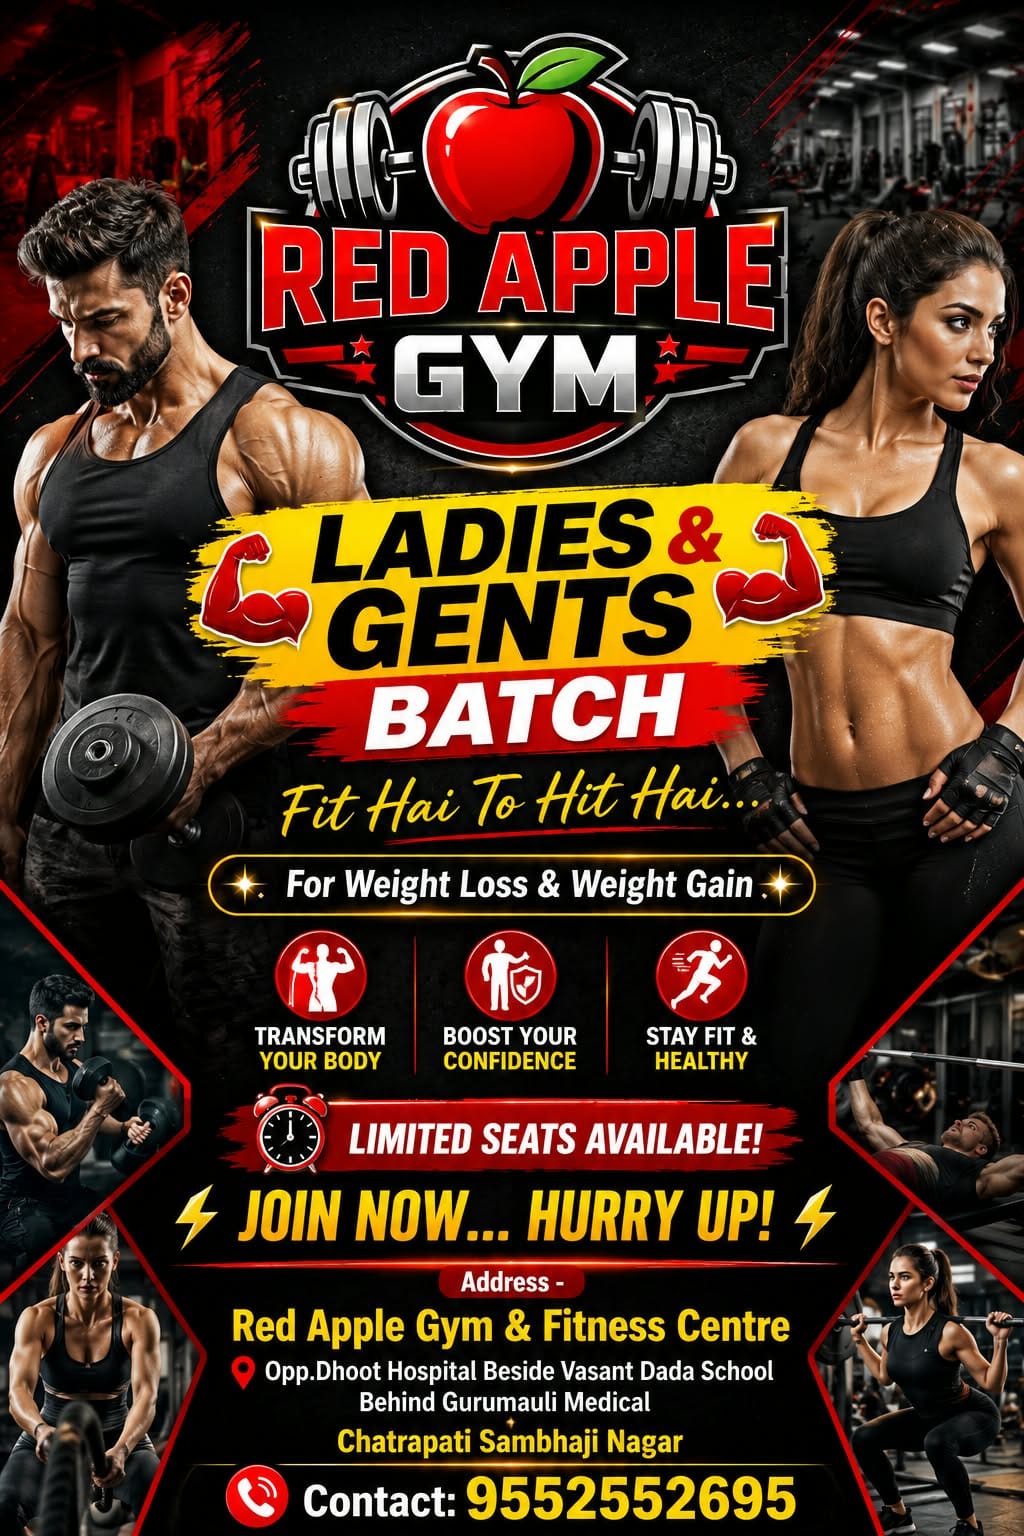 RED APPLE
GYM
LADIES &
GENTS
BATCH
Fit Hai To Hit Hai...
For Weight Loss & Weight Gain
TRANSFORM
YOUR BODY
BOOST YOUR
CONFIDENCE
STAY FIT &
HEALTHY
LIMITED SEATS AVAILABLE!
JOIN NOW... HURRY UP!
Address -
Red Apple Gym & Fitness Centre
Opp.Dhoot Hospital Beside Vasant Dada School
Behind Gurumauli Medical
Chatrapati Sambhaji Nagar
Contact: 9552552695